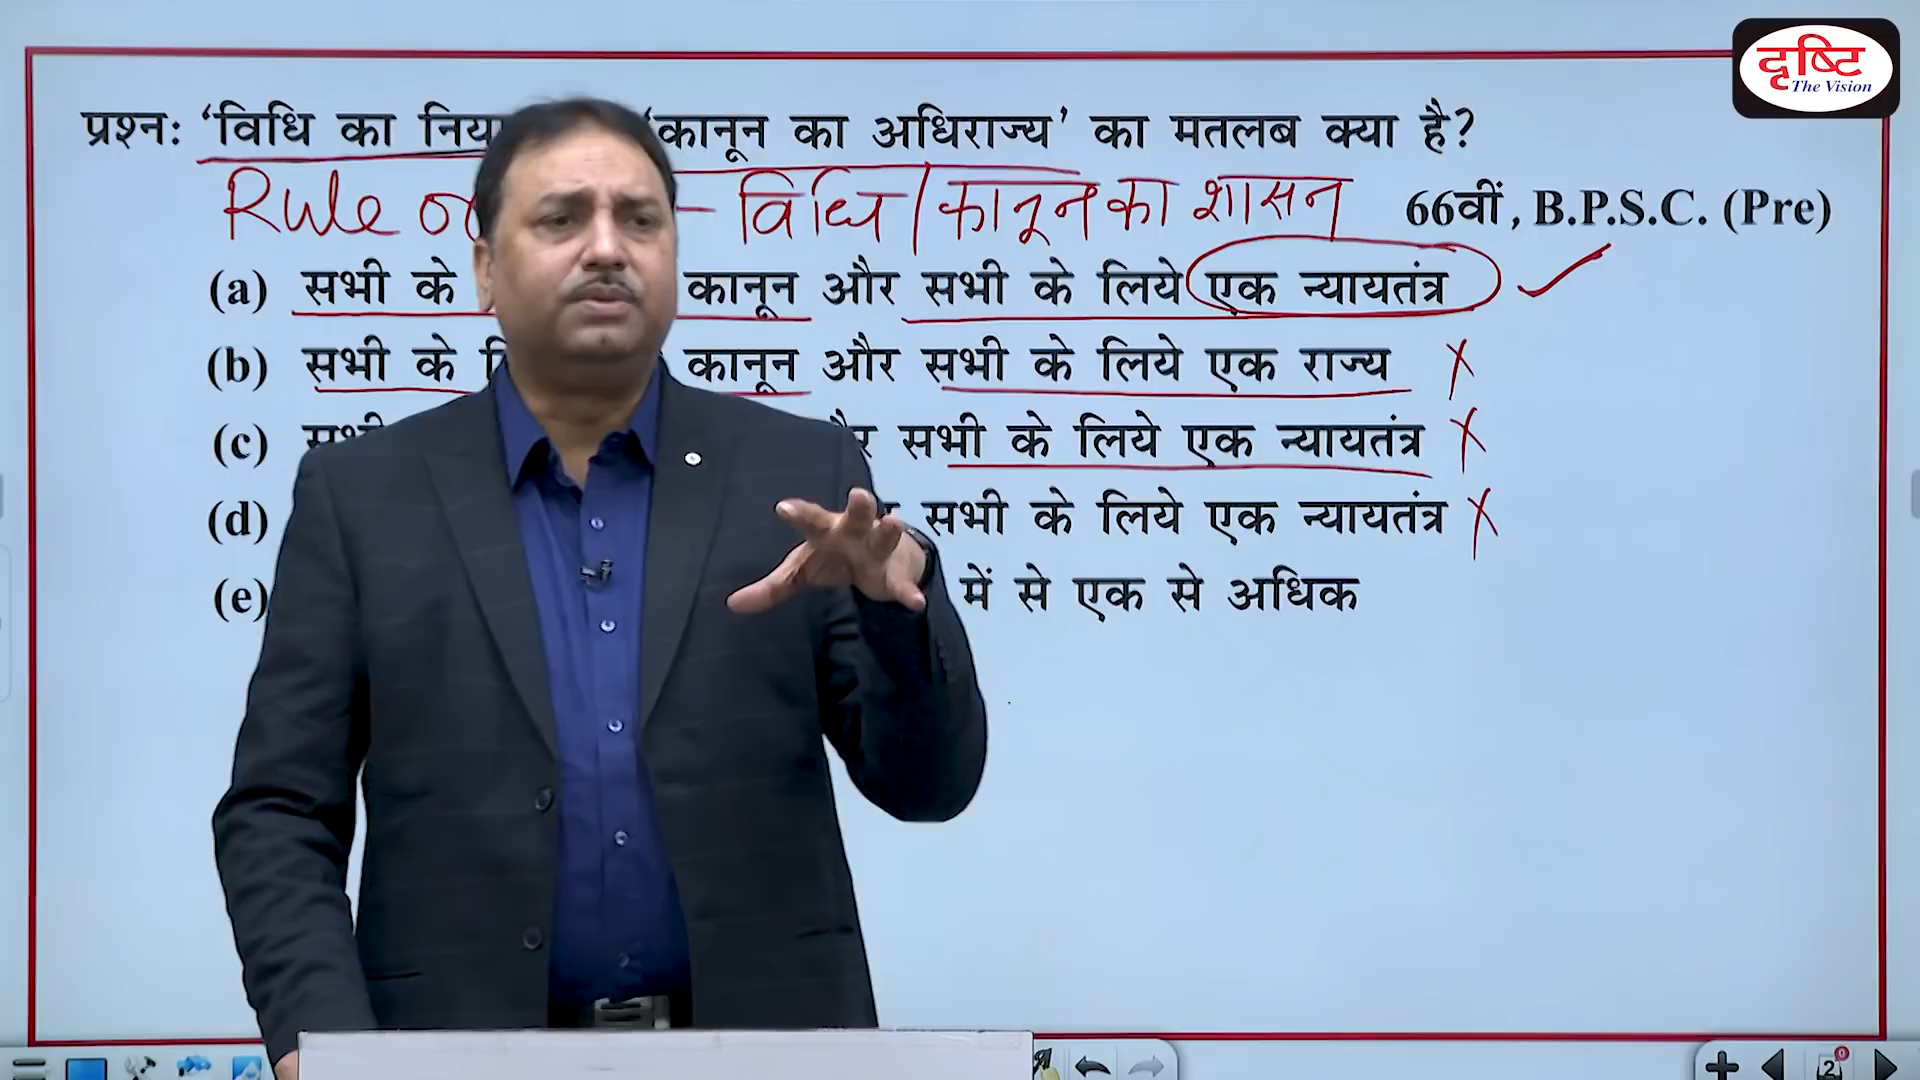 दृष्टि
The Vision
प्रश्न: ‘विधि का ‘कानून का अधिराज्य’ का मतलब क्या है?
Rule – विधि / कानून का शासन
66वीं, B.P.S.C. (Pre)
(a) सभी के कानून और सभी के लिये एक न्यायतंत्र ✓
(b) सभी के कानून और सभी के लिये एक राज्य X
(c) सभी के लिये एक न्यायतंत्र X
(d) सभी के लिये एक न्यायतंत्र X
(e) में से एक से अधिक
2